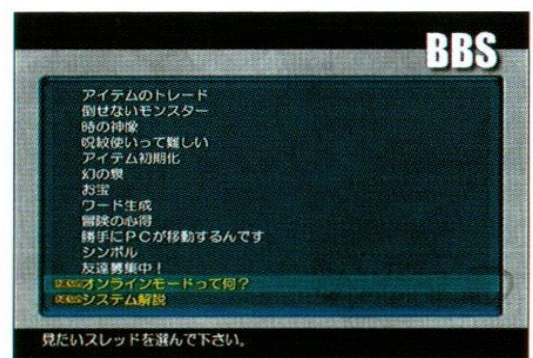 BBS
アイテムのトレード
倒せないモンスター
時の神像
呪紋使いって難しい
アイテム初期化
幻の泉
お宝
ワード生成
冒険の心得
勝手にPCが移動するんです
シンボル
友達募集中!
オンラインモードって何?
システム解説
見たいスレッドを選んで下さい。